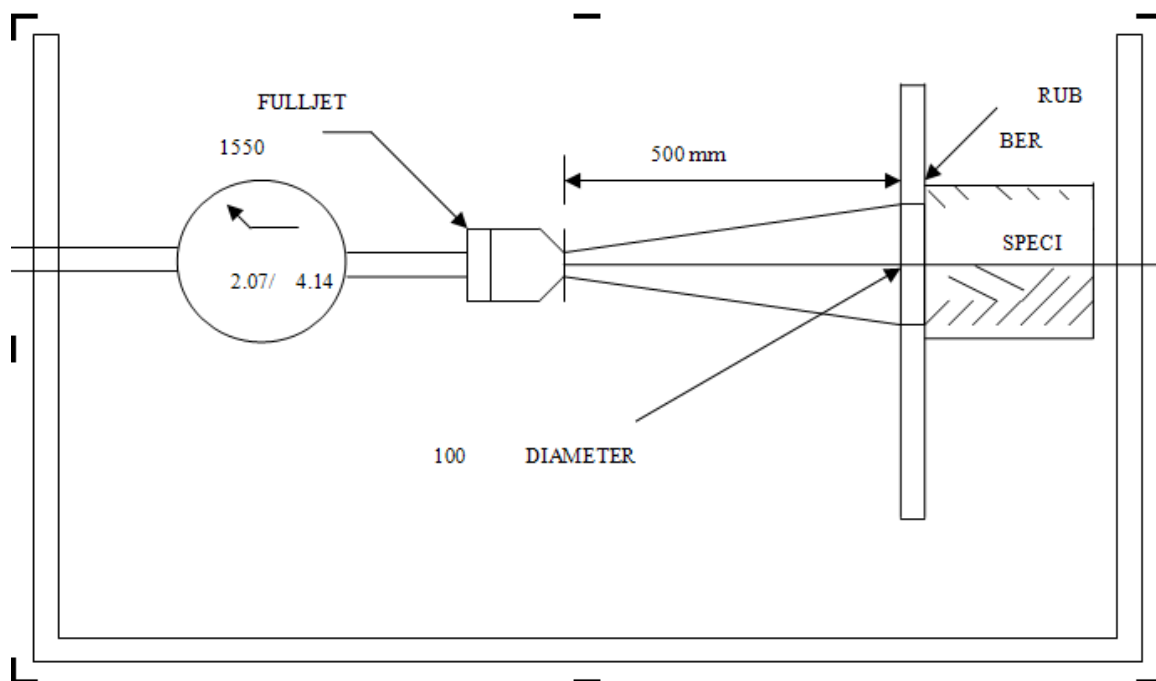 FULLJET
1550
RUB
BER
500 mm
SPECI
2.07/ 4.14
100 DIAMETER